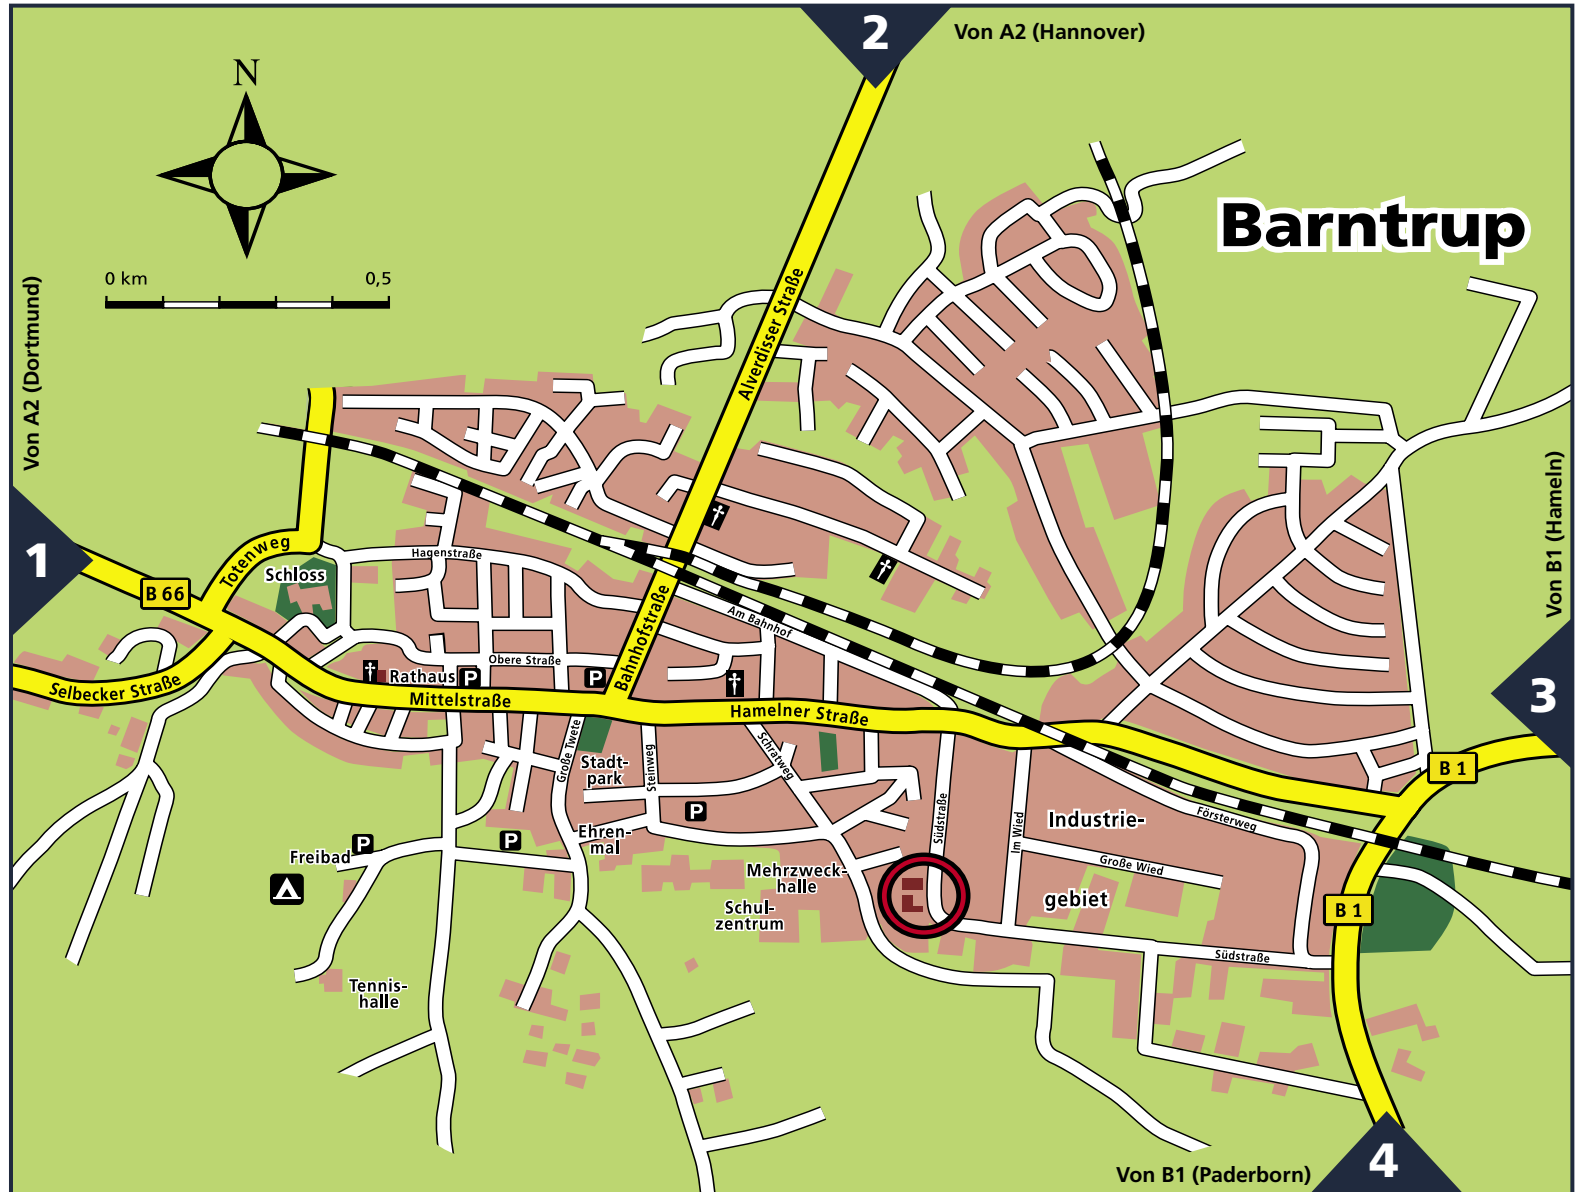 2
Von A2 (Hannover)
N
Barntrup
0 km 0,5
Von A2 (Dortmund)
Alverdisser Straße
Von B1 (Hameln)
1
B 66
Totenweg
Hagenstraße
Schloss
Am Bahnhof
Bahnhofstraße
Obere Straße
Rathaus
P
P
Selbecker Straße
Mittelstraße
Hamelner Straße
3
B 1
Große Twete
Stadt-
park
Steinweg
Schratweg
Südstraße
Im Wied
Industrie-
Försterweg
P
P
P
Ehren-
mal
Freibad
Mehrzweck-
halle
Große Wied
gebiet
B 1
Schul-
zentrum
Südstraße
Tennis-
halle
Von B1 (Paderborn)
4